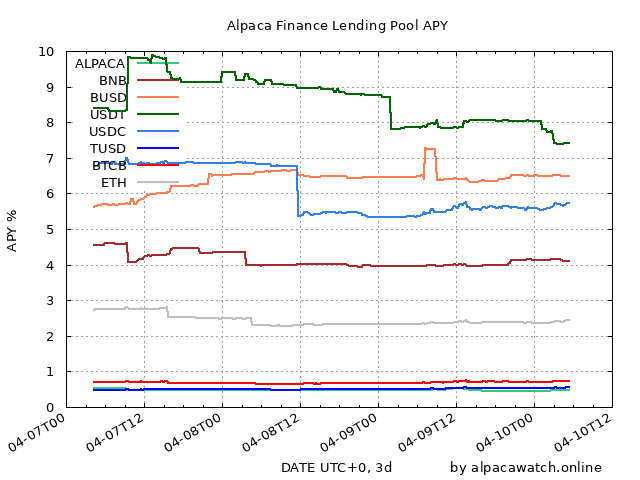 Alpaca Finance Lending Pool APY
10
9
8
7
6
5
4
3
2
1
0
APY %
ALPACA
BNB
BUSD
USDT
USDC
TUSD
BTCB
ETH
04-07T00
04-07T12
04-08T00
04-08T12
04-09T00
04-09T12
04-10T00
04-10T12
DATE UTC+0, 3d by alpacawatch.online